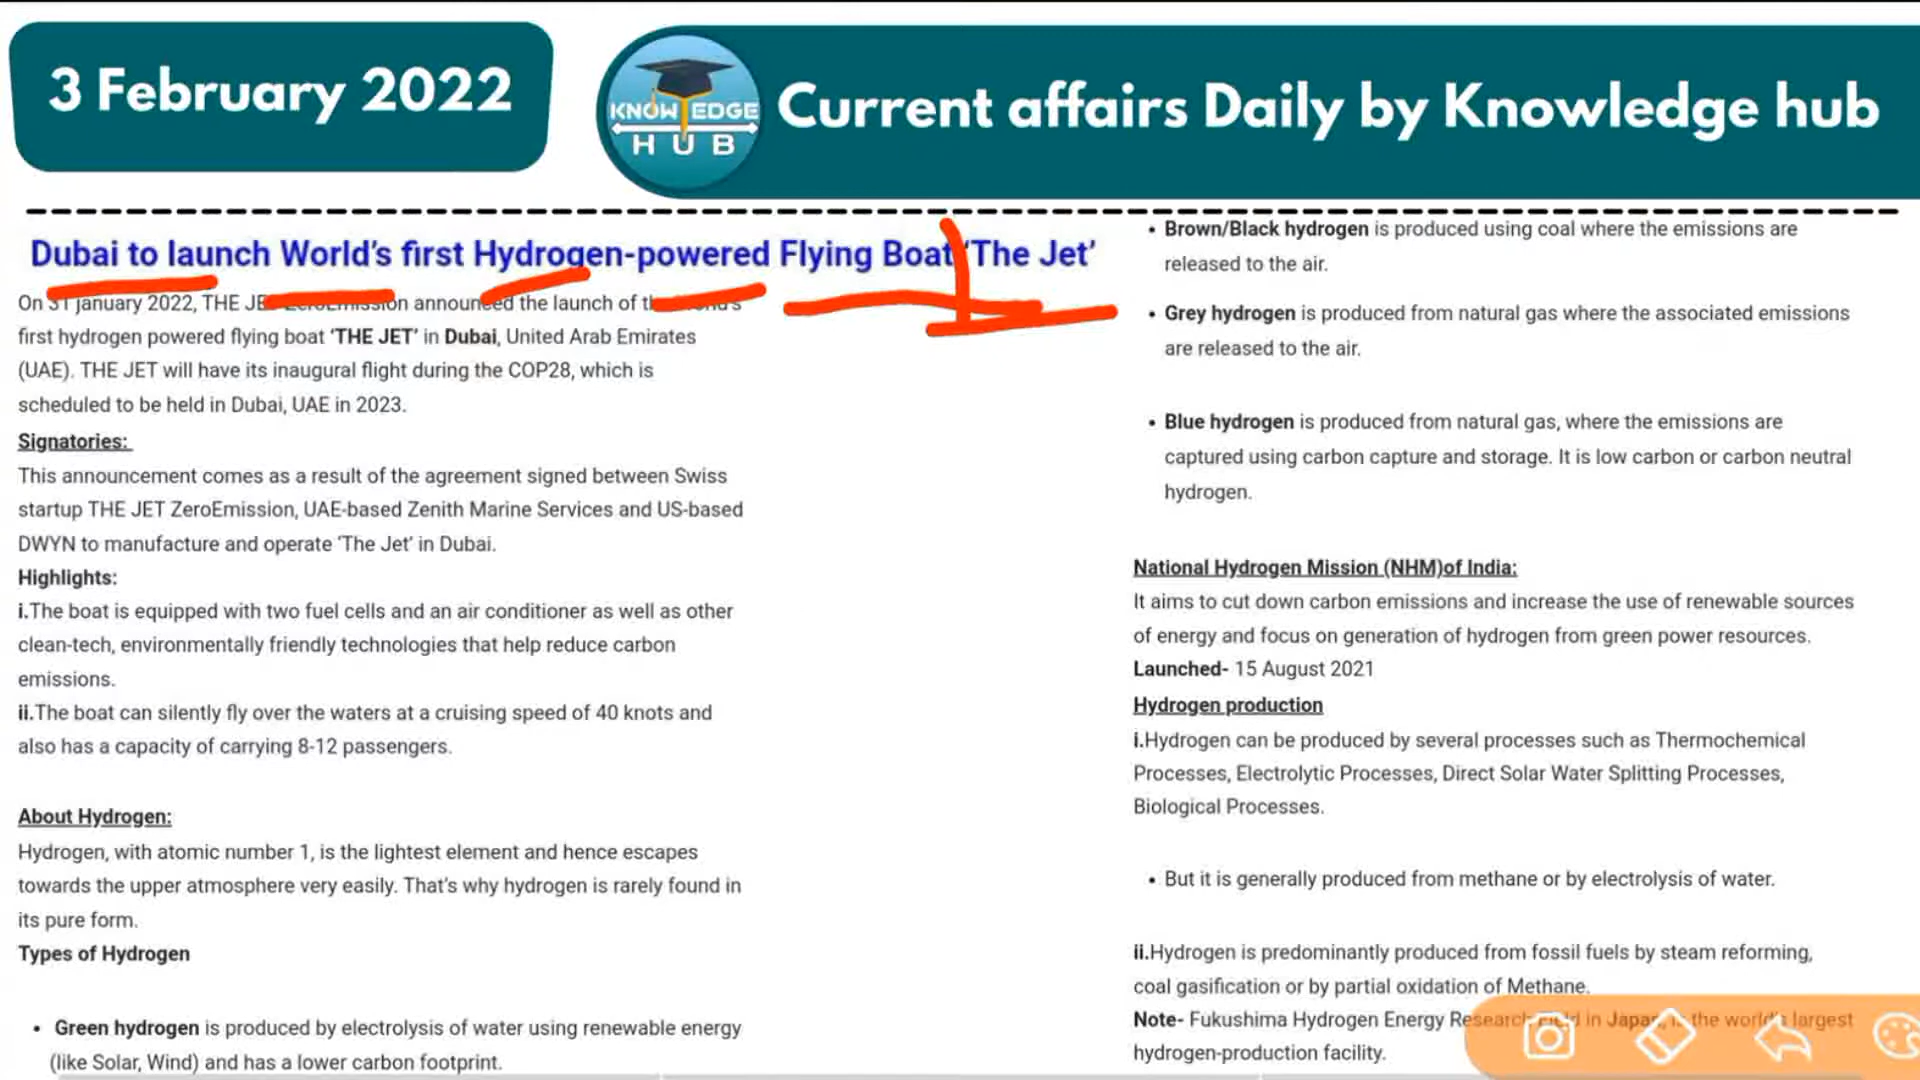 3 February 2022
KNOWLEDGE
HUB
Current affairs Daily by Knowledge hub
Dubai to launch World's first Hydrogen-powered Flying Boat 'The Jet'
On 31 january 2022, THE JET ZeroEmission announced the launch of the world's
first hydrogen powered flying boat 'THE JET' in Dubai, United Arab Emirates
(UAE). THE JET will have its inaugural flight during the COP28, which is
scheduled to be held in Dubai, UAE in 2023.
Signatories:
This announcement comes as a result of the agreement signed between Swiss
startup THE JET ZeroEmission, UAE-based Zenith Marine Services and US-based
DWYN to manufacture and operate 'The Jet' in Dubai.
Highlights:
i.The boat is equipped with two fuel cells and an air conditioner as well as other
clean-tech, environmentally friendly technologies that help reduce carbon
emissions.
ii.The boat can silently fly over the waters at a cruising speed of 40 knots and
also has a capacity of carrying 8-12 passengers.
About Hydrogen:
Hydrogen, with atomic number 1, is the lightest element and hence escapes
towards the upper atmosphere very easily. That's why hydrogen is rarely found in
its pure form.
Types of Hydrogen
• Green hydrogen is produced by electrolysis of water using renewable energy
(like Solar, Wind) and has a lower carbon footprint.
• Brown/Black hydrogen is produced using coal where the emissions are
released to the air.
• Grey hydrogen is produced from natural gas where the associated emissions
are released to the air.
• Blue hydrogen is produced from natural gas, where the emissions are
captured using carbon capture and storage. It is low carbon or carbon neutral
hydrogen.
National Hydrogen Mission (NHM)of India:
It aims to cut down carbon emissions and increase the use of renewable sources
of energy and focus on generation of hydrogen from green power resources.
Launched- 15 August 2021
Hydrogen production
i.Hydrogen can be produced by several processes such as Thermochemical
Processes, Electrolytic Processes, Direct Solar Water Splitting Processes,
Biological Processes.
• But it is generally produced from methane or by electrolysis of water.
ii.Hydrogen is predominantly produced from fossil fuels by steam reforming,
coal gasification or by partial oxidation of Methane.
Note- Fukushima Hydrogen Energy Research Field in Japan, is the world's largest
hydrogen-production facility.